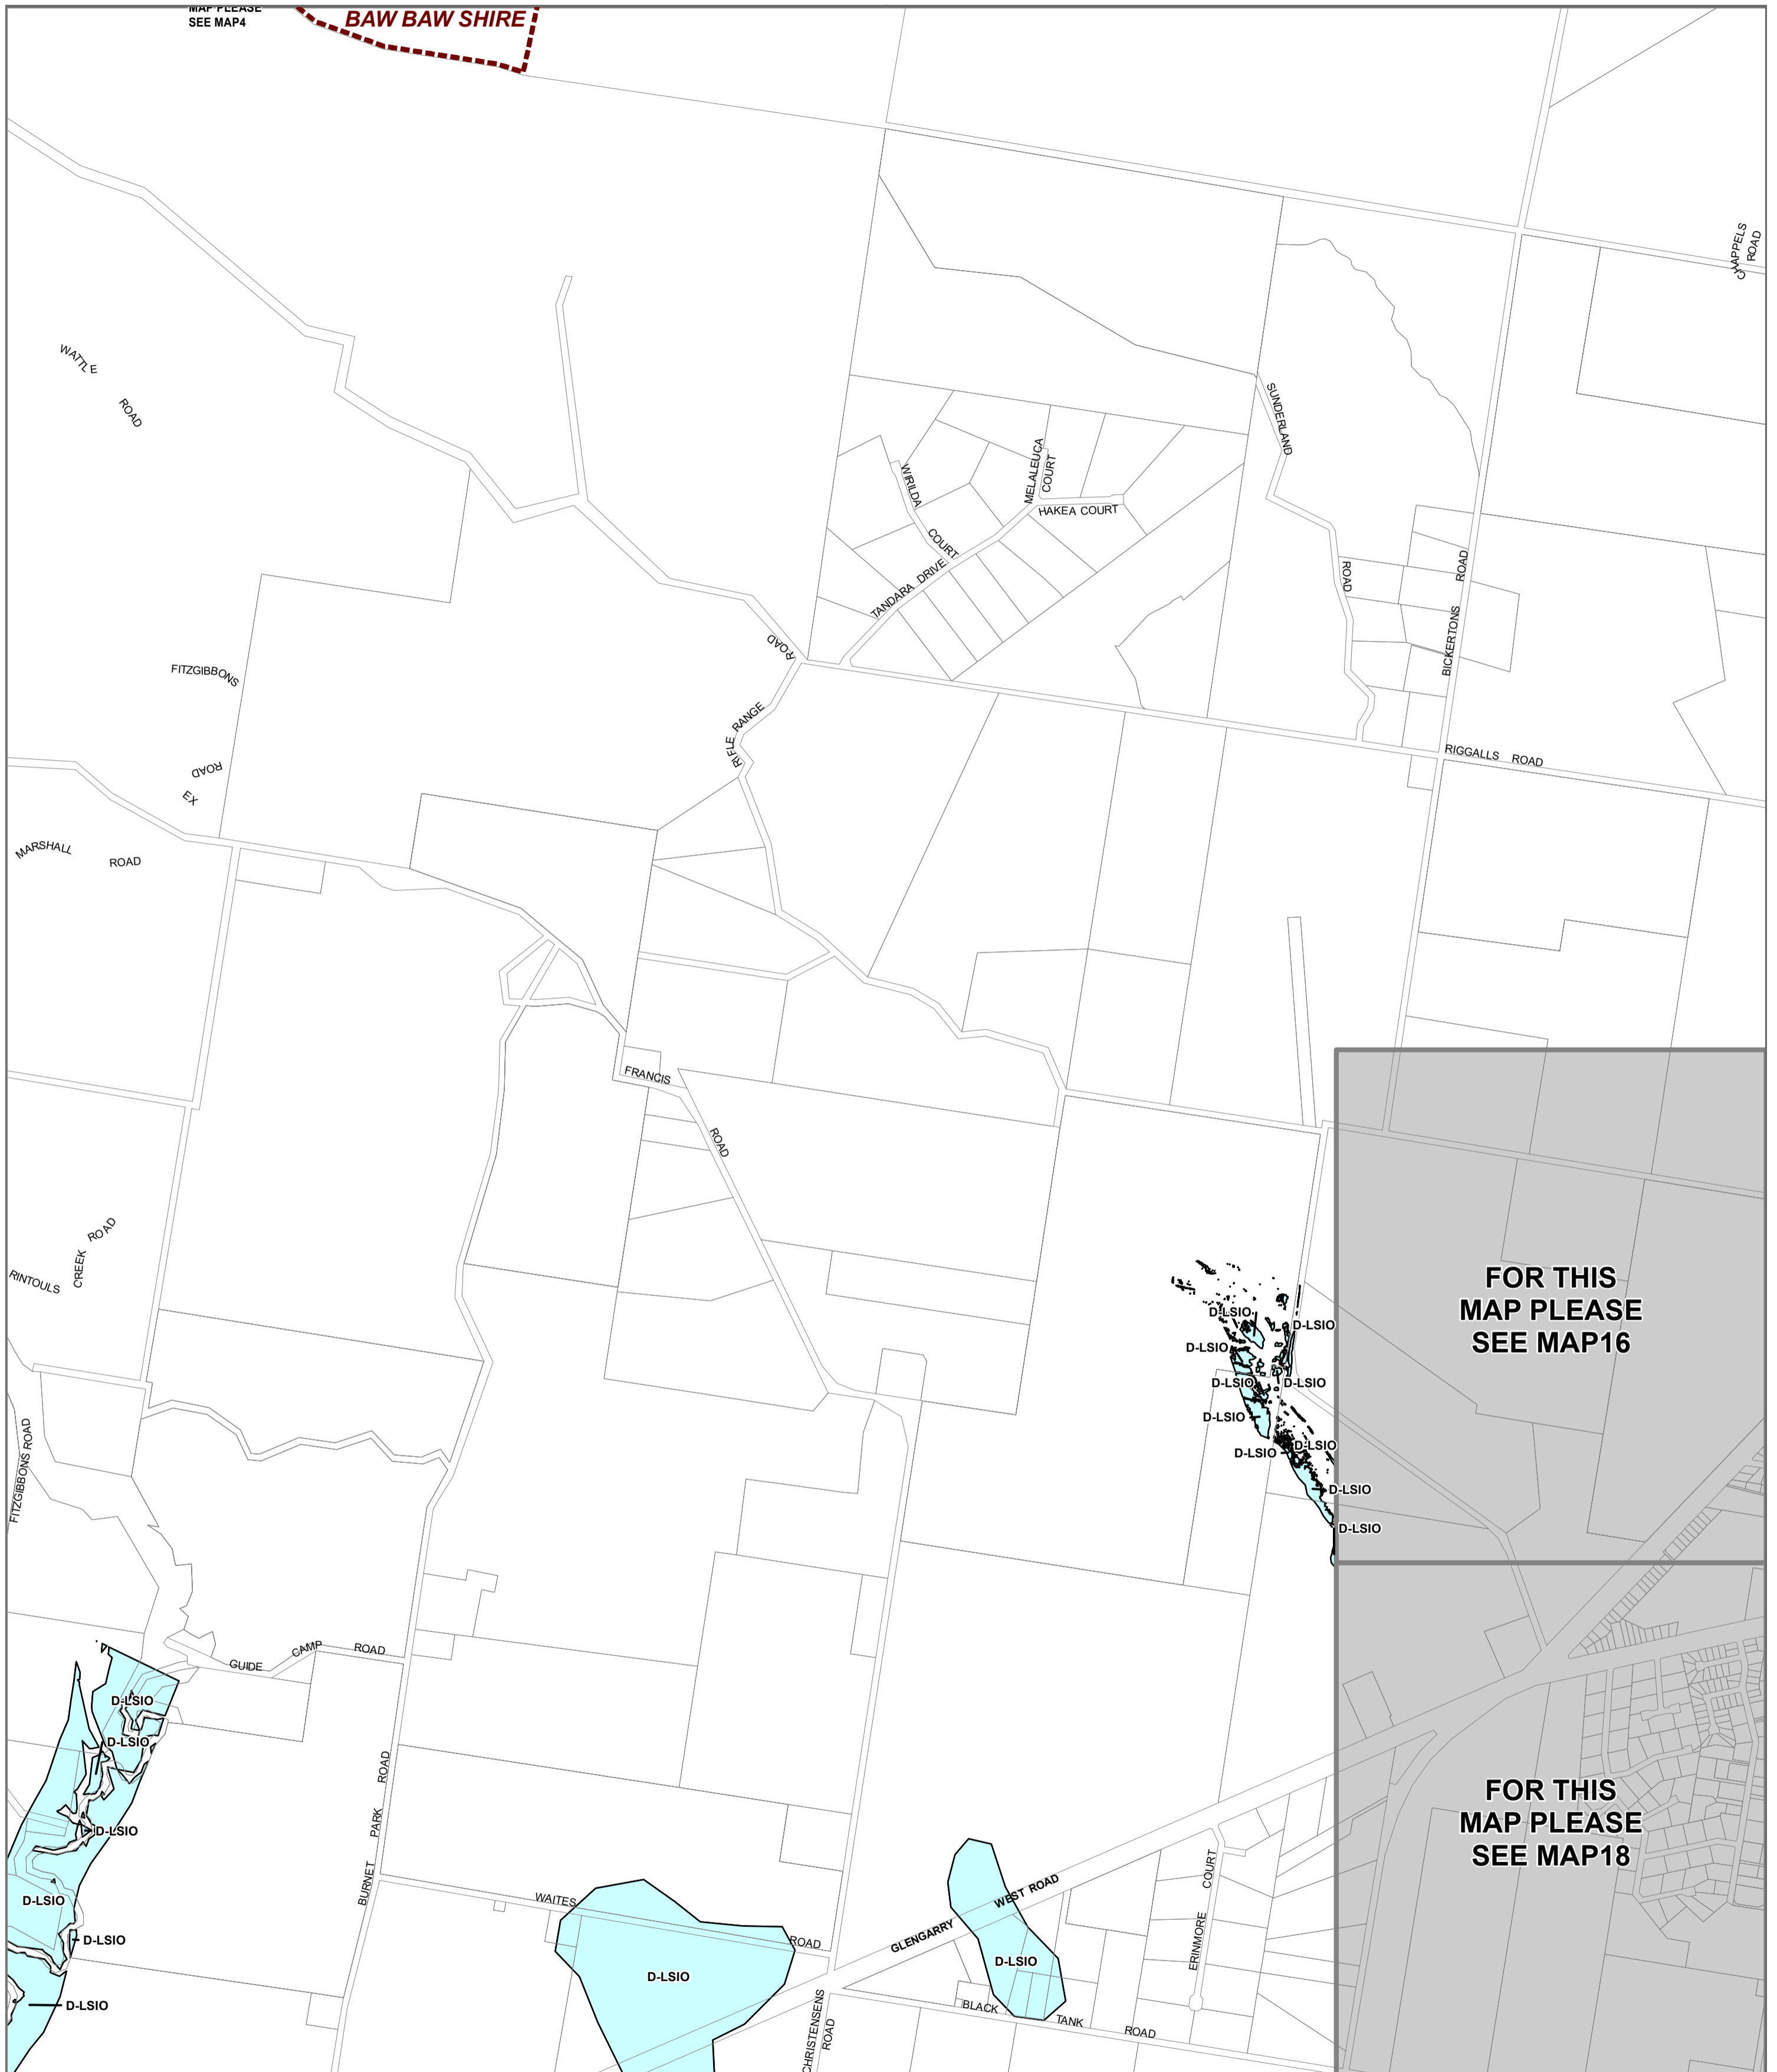 MAP PLEASE
SEE MAP4
BAW BAW SHIRE
CHAPPELS
ROAD
WATTLE
ROAD
SUNDERLAND
ROAD
MELALEUCA
COURT
WIRILDA
COURT
HAKEA COURT
TANDARA DRIVE
BICKERTONS ROAD
FITZGIBBONS
ROAD
EX
RIFLE RANGE
ROAD
RIGGALLS ROAD
MARSHALL ROAD
FRANCIS
ROAD
RINTOULS
CREEK
ROAD
FOR THIS
MAP PLEASE
SEE MAP16
D-LSIO
D-LSIO
D-LSIO
D-LSIO
D-LSIO
D-LSIO
D-LSIO
D-LSIO
D-LSIO
D-LSIO
FITZGIBBONS ROAD
GUIDE CAMP ROAD
D-LSIO
D-LSIO
D-LSIO
D-LSIO
D-LSIO
D-LSIO
BURNET PARK ROAD
FOR THIS
MAP PLEASE
SEE MAP18
WAITES ROAD
D-LSIO
GLENGARRY WEST ROAD
D-LSIO
ERINMORE COURT
BLACK TANK ROAD
CHRISTENSENS
ROAD